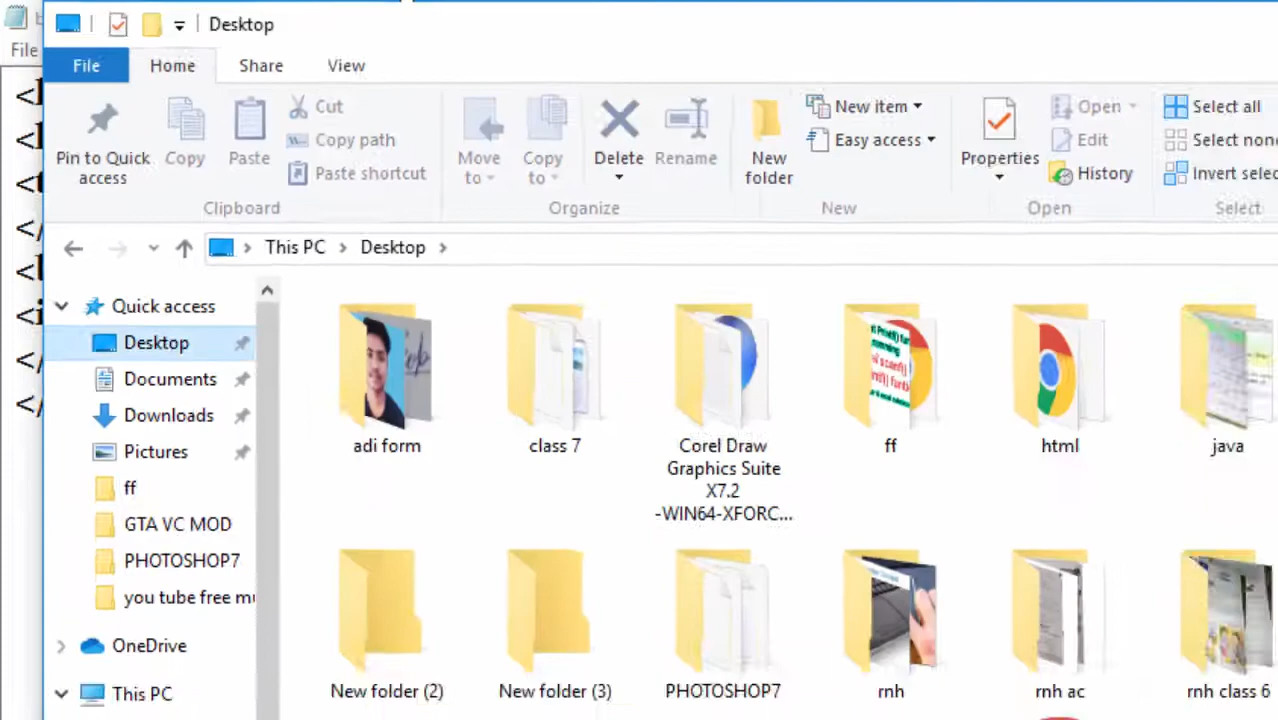 Desktop
File
File Home Share View
Pin to Quick access
Copy
Paste
Cut
Copy path
Paste shortcut
Move to
Copy to
Delete
Rename
New folder
New item
Easy access
Properties
Open
Edit
History
Select all
Select none
Invert selec
Clipboard Organize New Open Select
This PC > Desktop >
Quick access
Desktop
Documents
Downloads
Pictures
ff
GTA VC MOD
PHOTOSHOP7
you tube free mu
OneDrive
This PC
adi form
class 7
Corel Draw
Graphics Suite
X7.2
-WIN64-XFORC...
ff
html
java
New folder (2)
New folder (3)
PHOTOSHOP7
rnh
rnh ac
rnh class 6